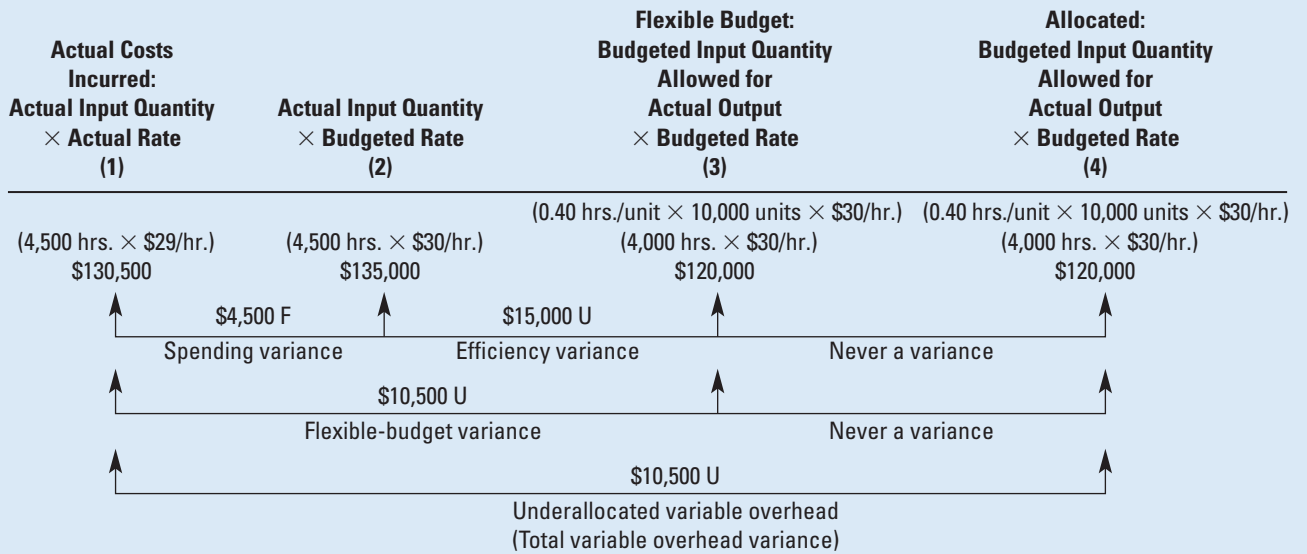 Actual Costs
Incurred:
Actual Input Quantity
× Actual Rate
(1)
Actual Input Quantity
× Budgeted Rate
(2)
Flexible Budget:
Budgeted Input Quantity
Allowed for
Actual Output
× Budgeted Rate
(3)
Allocated:
Budgeted Input Quantity
Allowed for
Actual Output
× Budgeted Rate
(4)
(4,500 hrs. × $29/hr.)
$130,500
(4,500 hrs. × $30/hr.)
$135,000
(0.40 hrs./unit × 10,000 units × $30/hr.)
(4,000 hrs. × $30/hr.)
$120,000
(0.40 hrs./unit × 10,000 units × $30/hr.)
(4,000 hrs. × $30/hr.)
$120,000
$4,500 F
Spending variance
$15,000 U
Efficiency variance
Never a variance
$10,500 U
Flexible-budget variance
Never a variance
$10,500 U
Underallocated variable overhead
(Total variable overhead variance)